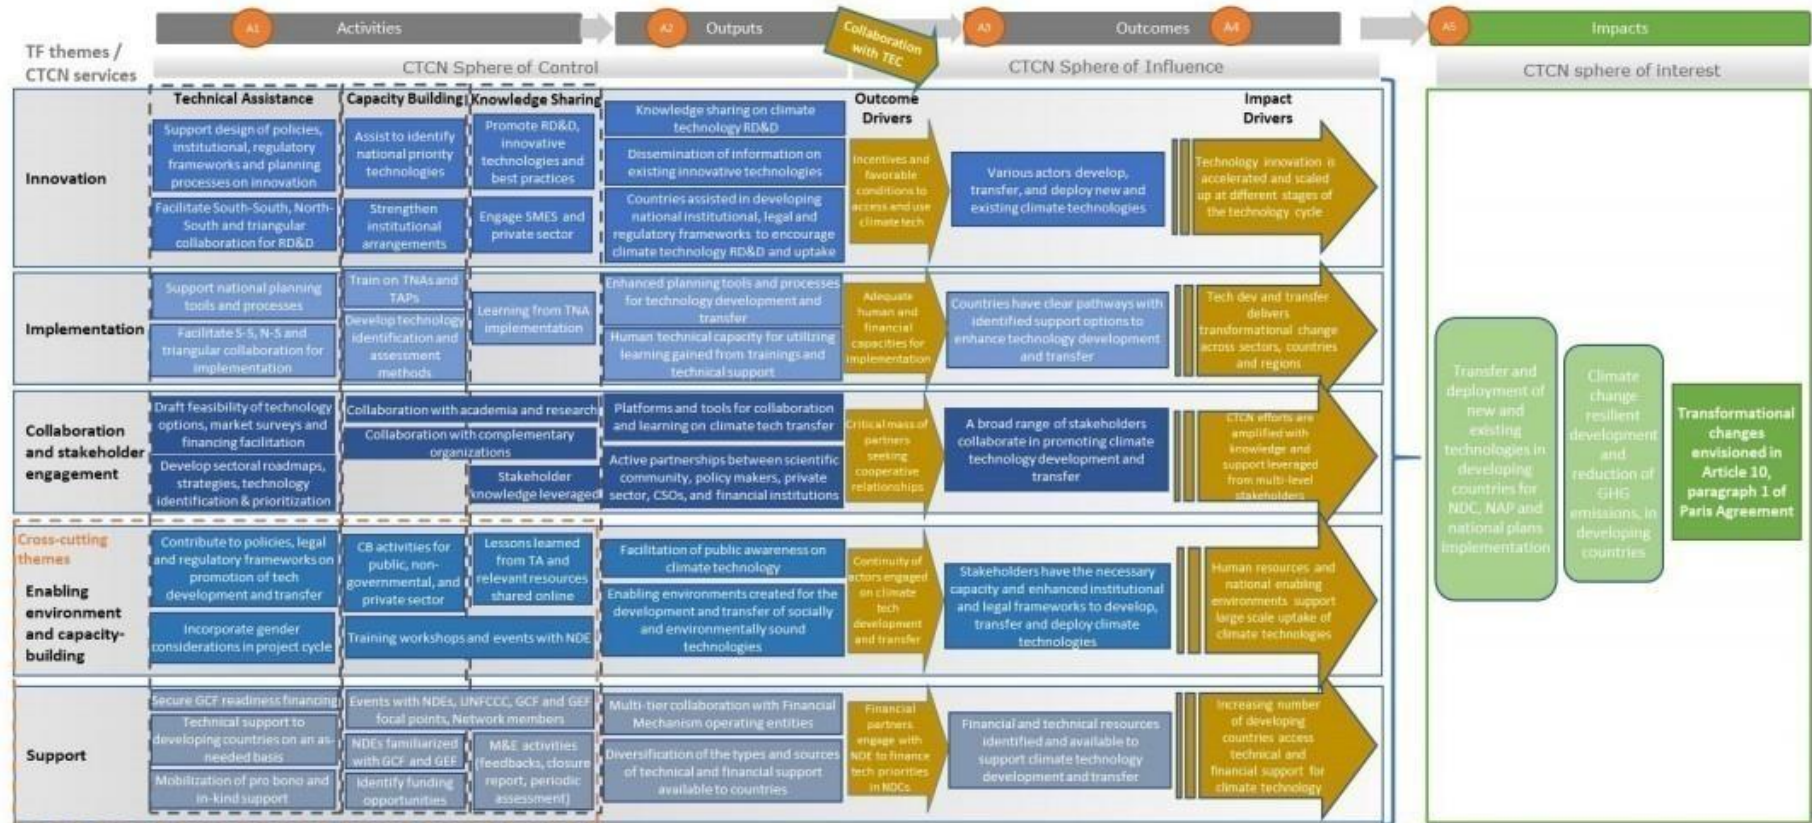 A1
Activities
A2
Outputs
Collaboration
with TEC
A3
Outcomes
A4
A5
Impacts
TF themes /
CTCN services
CTCN Sphere of Control
CTCN Sphere of Influence
CTCN sphere of interest
Technical Assistance
Capacity Building
Knowledge Sharing
Outcome
Drivers
Impact
Drivers
Innovation
Support design of policies,
institutional, regulatory
frameworks and planning
processes on innovation
Facilitate South-South, North-
South and triangular
collaboration for RD&D
Assist to identify
national priority
technologies
Strengthen
institutional
arrangements
Promote RD&D,
innovative
technologies and
best practices
Engage SMES and
private sector
Knowledge sharing on climate
technology RD&D
Dissemination of information on
existing innovative technologies
Countries assisted in developing
national institutional, legal and
regulatory frameworks to encourage
climate technology RD&D and uptake
Incentives and
favorable
conditions to
access and use
climate tech
Various actors develop,
transfer, and deploy new and
existing climate technologies
Technology innovation is
accelerated and scaled
up at different stages of
the technology cycle
Implementation
Support national planning
tools and processes
Facilitate S-S, N-S and
triangular collaboration for
implementation
Train on TNAs and
TAPs
Develop technology
identification and
assessment
methods
Learning from TNA
implementation
Enhanced planning tools and processes
for technology development and
transfer
Human technical capacity for utilizing
learning gained from trainings and
technical support
Adequate
human and
financial
capacities for
implementation
Countries have clear pathways with
identified support options to
enhance technology development
and transfer
Tech dev and transfer
delivers
transformational change
across sectors, countries
and regions
Collaboration
and stakeholder
engagement
Draft feasibility of technology
options, market surveys and
financing facilitation
Develop sectoral roadmaps,
strategies, technology
identification & prioritization
Collaboration with academia and research
Collaboration with complementary
organizations
Stakeholder
knowledge leveraged
Platforms and tools for collaboration
and learning on climate tech transfer
Active partnerships between scientific
community, policy makers, private
sector, CSOs, and financial institutions
Critical mass of
partners
seeking
cooperative
relationships
A broad range of stakeholders
collaborate in promoting climate
technology development and
transfer
CTCN efforts are
amplified with
knowledge and
support leveraged
from multi-level
stakeholders
Cross-cutting
themes
Enabling
environment
and capacity-
building
Contribute to policies, legal
and regulatory frameworks on
promotion of tech
development and transfer
Incorporate gender
considerations in project cycle
CB activities for
public, non-
governmental, and
private sector
Lessons learned
from TA and
relevant resources
shared online
Training workshops and events with NDE
Facilitation of public awareness on
climate technology
Enabling environments created for the
development and transfer of socially
and environmentally sound
technologies
Continuity of
actors engaged
on climate
tech
development
and transfer
Stakeholders have the necessary
capacity and enhanced institutional
and legal frameworks to develop,
transfer and deploy climate
technologies
Human resources and
national enabling
environments support
large scale uptake of
climate technologies
Support
Secure GCF readiness financing
Technical support to
developing countries on an as-
needed basis
Mobilization of pro bono and
in-kind support
Events with NDEs, UNFCCC, GCF and GEF
focal points, Network members
NDEs familiarized
with GCF and GEF
Identify funding
opportunities
M&E activities
(feedbacks, closure
report, periodic
assessment)
Multi-tier collaboration with Financial
Mechanism operating entities
Diversification of the types and sources
of technical and financial support
available to countries
Financial
partners
engage with
NDE to finance
tech priorities
in NDCs
Financial and technical resources
identified and available to
support climate technology
development and transfer
Increasing number
of developing
countries access
technical and
financial support for
climate technology
Transfer and
deployment of
new and
existing
technologies in
developing
countries for
NDC, NAP and
national plans
implementation
Climate
change
resilient
development
and
reduction of
GHG
emissions, in
developing
countries
Transformational
changes
envisioned in
Article 10,
paragraph 1 of
Paris Agreement